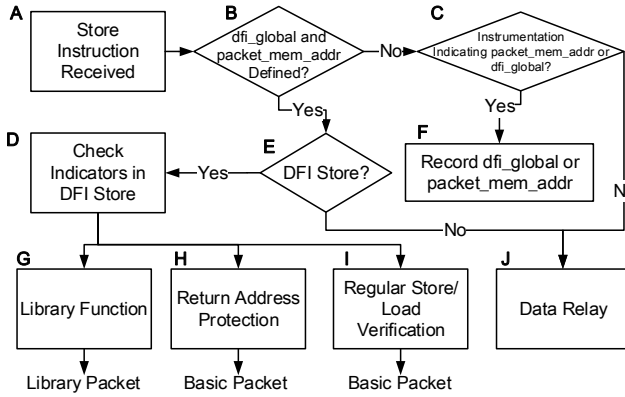 A
Store
Instruction
Received
B
dfi_global and
packet_mem_addr
Defined?
No
C
Instrumentation
Indicating packet_mem_addr or
dfi_global?
Yes
Yes
D
Check
Indicators in
DFI Store
Yes
E
DFI Store?
F
Record dfi_global or
packet_mem_addr
No
G
Library Function
H
Return Address
Protection
I
Regular Store/
Load
Verification
J
Data Relay
Library Packet
Basic Packet
Basic Packet